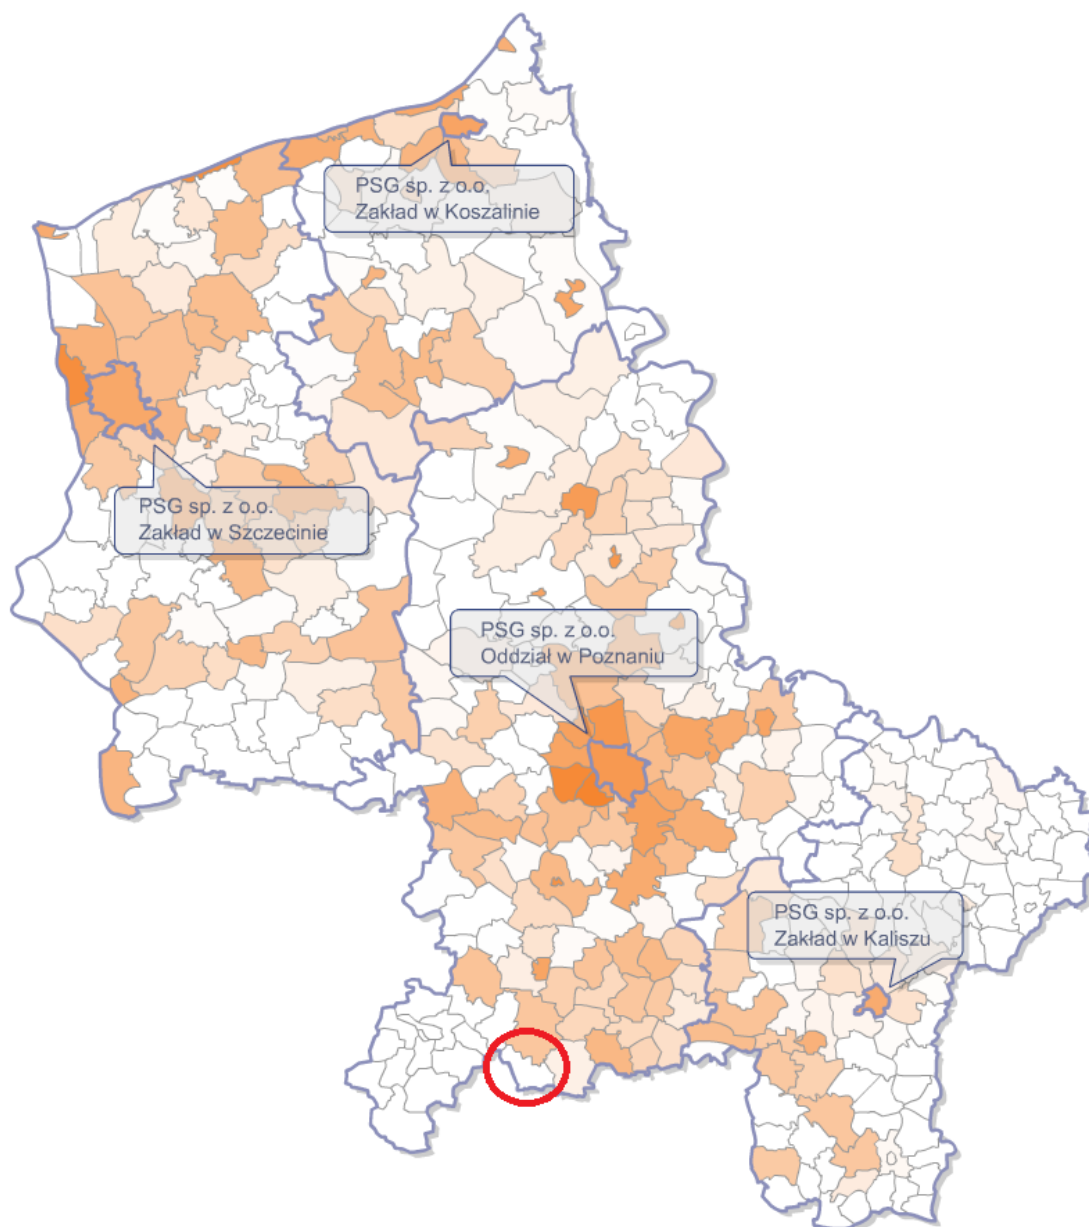 PSG sp. z o.o.
Zakład w Koszalinie
PSG sp. z o.o.
Zakład w Szczecinie
PSG sp. z o.o.
Oddział w Poznaniu
PSG sp. z o.o.
Zakład w Kaliszu